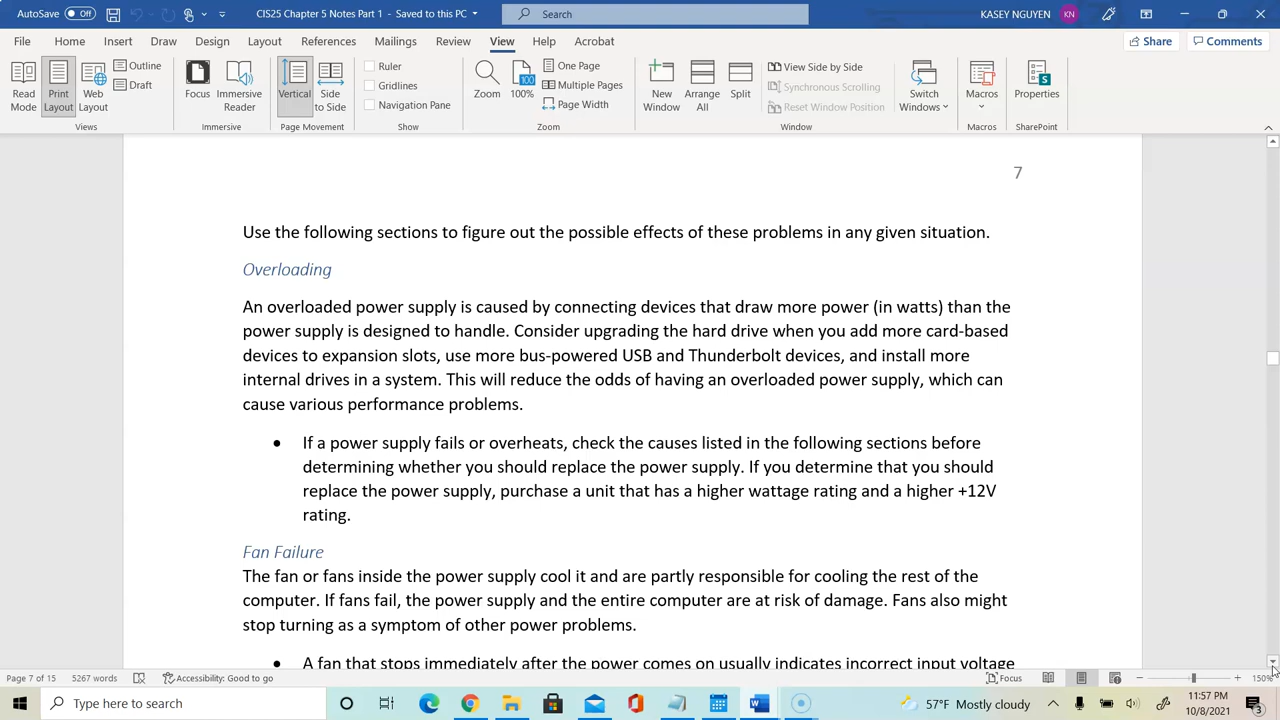 AutoSave Off CIS25 Chapter 5 Part 1 - Saved to this PC Search KASEY NGUYEN KN
File Home Insert Draw Design Layout References Mailings Review View Help Acrobat Share Comments
Read Mode Print Layout Web Layout Outline Draft Views
Focus Immersive Reader Immersive
Vertical Side to Side Page Movement
Ruler Gridlines Navigation Pane Show
Zoom 100 100% One Page Multiple Pages Page Width Zoom
New Window Arrange All Split View Side by Side Synchronous Scrolling Reset Window Position Switch Windows Window
Macros Macros
Properties SharePoint
7
Use the following sections to figure out the possible effects of these problems in any given situation.
Overloading
An overloaded power supply is caused by connecting devices that draw more power (in watts) than the
power supply is designed to handle. Consider upgrading the hard drive when you add more card-based
devices to expansion slots, use more bus-powered USB and Thunderbolt devices, and install more
internal drives in a system. This will reduce the odds of having an overloaded power supply, which can
cause various performance problems.
• If a power supply fails or overheats, check the causes listed in the following sections before
determining whether you should replace the power supply. If you determine that you should
replace the power supply, purchase a unit that has a higher wattage rating and a higher +12V
rating.
Fan Failure
The fan or fans inside the power supply cool it and are partly responsible for cooling the rest of the
computer. If fans fail, the power supply and the entire computer are at risk of damage. Fans also might
stop turning as a symptom of other power problems.
• A fan that stops immediately after the power comes on usually indicates incorrect input voltage
Page 7 of 15 5267 words Accessibility: Good to go Focus 150%
Type here to search 57°F Mostly cloudy 11:57 PM
10/8/2021 3